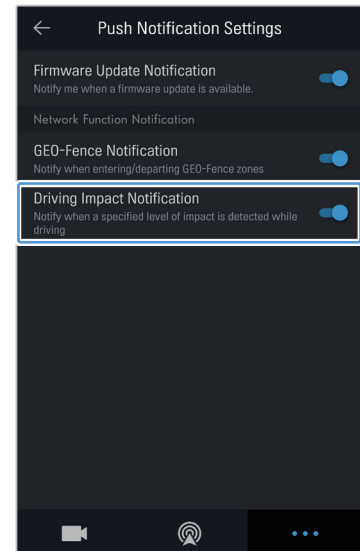 Push Notification Settings
Firmware Update Notification
Notify me when a firmware update is available.
Network Function Notification
GEO-Fence Notification
Notify when entering/departing GEO-Fence zones
Driving Impact Notification
Notify when a specified level of impact is detected while
driving